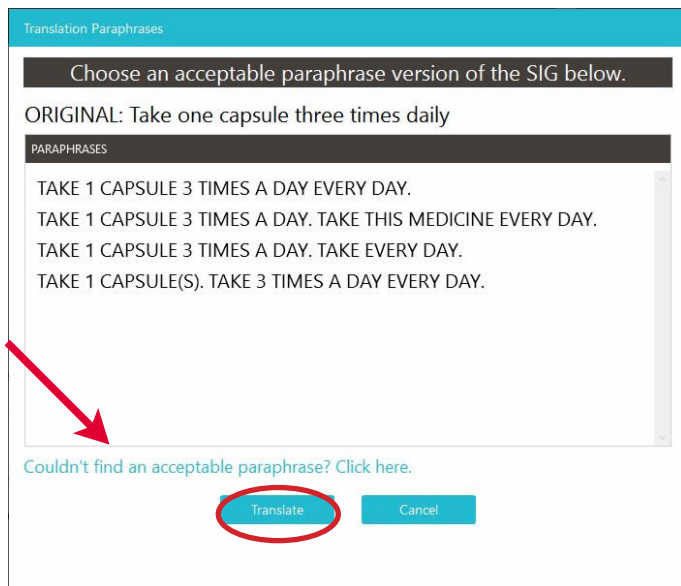 Translation Paraphrases
Choose an acceptable paraphrase version of the SIG below.
ORIGINAL: Take one capsule three times daily
PARAPHRASES
TAKE 1 CAPSULE 3 TIMES A DAY EVERY DAY.
TAKE 1 CAPSULE 3 TIMES A DAY. TAKE THIS MEDICINE EVERY DAY.
TAKE 1 CAPSULE 3 TIMES A DAY. TAKE EVERY DAY.
TAKE 1 CAPSULE(S). TAKE 3 TIMES A DAY EVERY DAY.
Couldn't find an acceptable paraphrase? Click here.
Translate Cancel